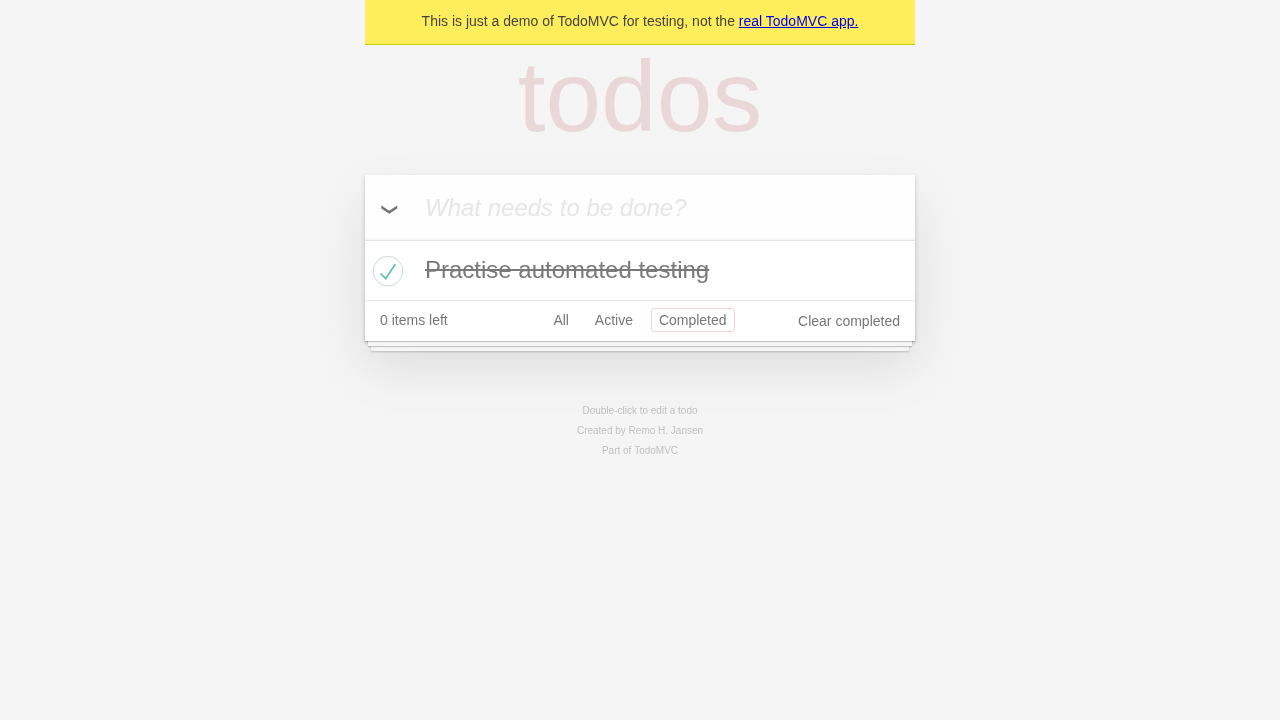 This is just a demo of TodoMVC for testing, not the real TodoMVC app.
todos
What needs to be done?
Practise automated testing
0 items left All Active Completed Clear completed
Double-click to edit a todo
Created by Remo H. Jansen
Part of TodoMVC